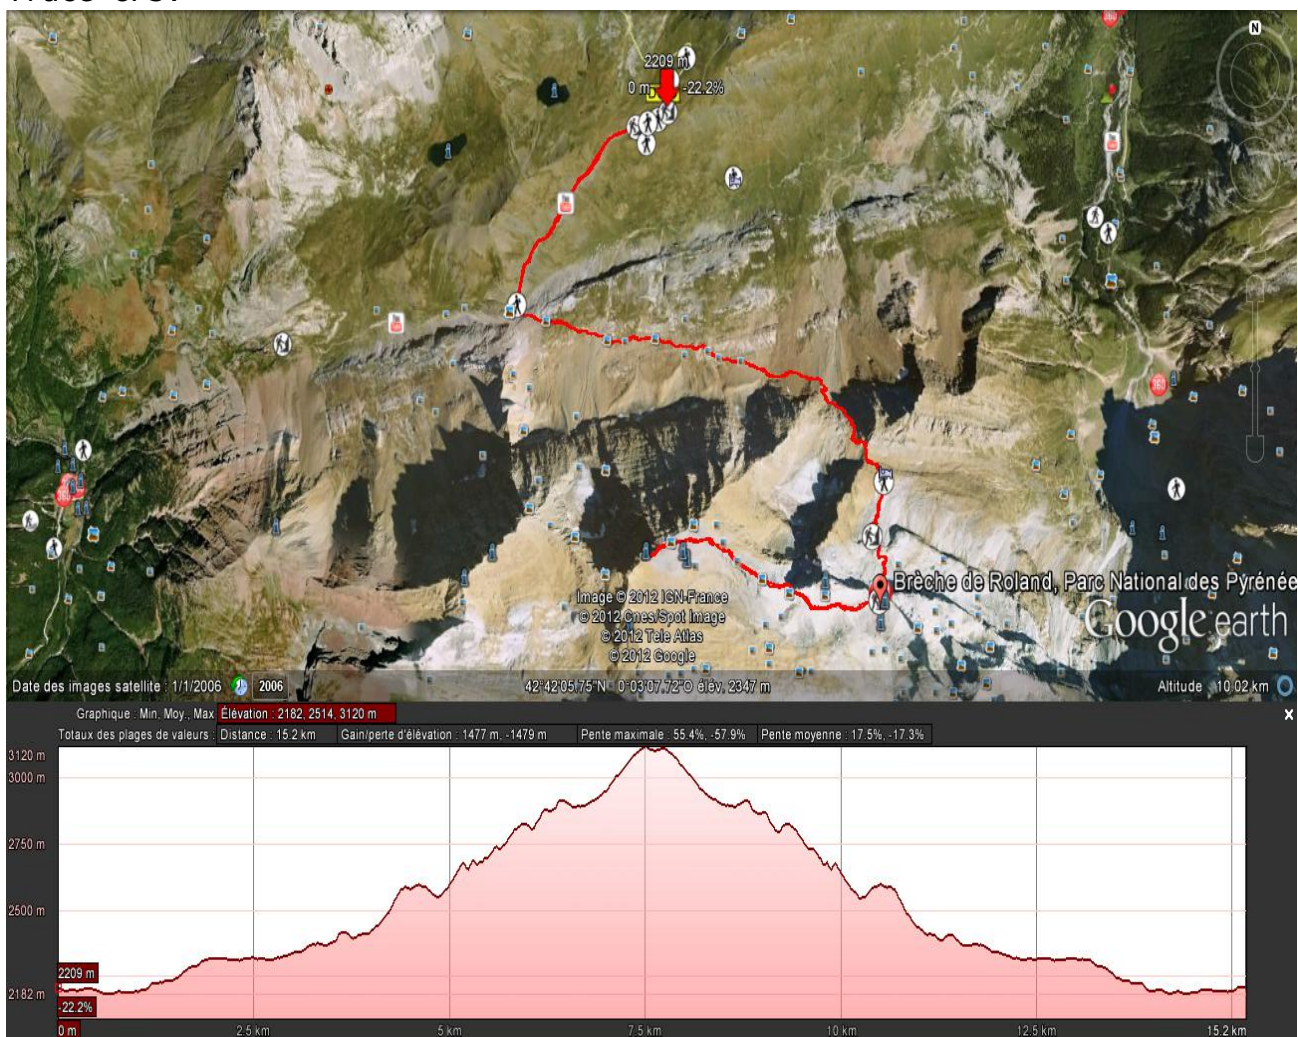 2209 m
0 m
-22.2%
N
360
360
360
Brèche de Roland, Parc National des Pyrénée
Image © 2012 IGN-France
© 2012 Cnes/Spot Image
© 2012 Tele Atlas
© 2012 Google
Google earth
Date des images satellite : 1/1/2006 2006 42°42'05.75"N 0°03'07.72"O élév. 2347 m Altitude 10.02 km
Graphique : Min, Moy., Max Élévation : 2182, 2514, 3120 m x
Totaux des plages de valeurs : Distance : 15.2 km Gain/perte d'élévation : 1477 m, -1479 m Pente maximale : 55.4%, -57.9% Pente moyenne : 17.5%, -17.3%
3120 m
3000 m
2750 m
2500 m
2209 m
2182 m
-22.2%
0 m 2.5 km 5 km 7.5 km 10 km 12.5 km 15.2 km